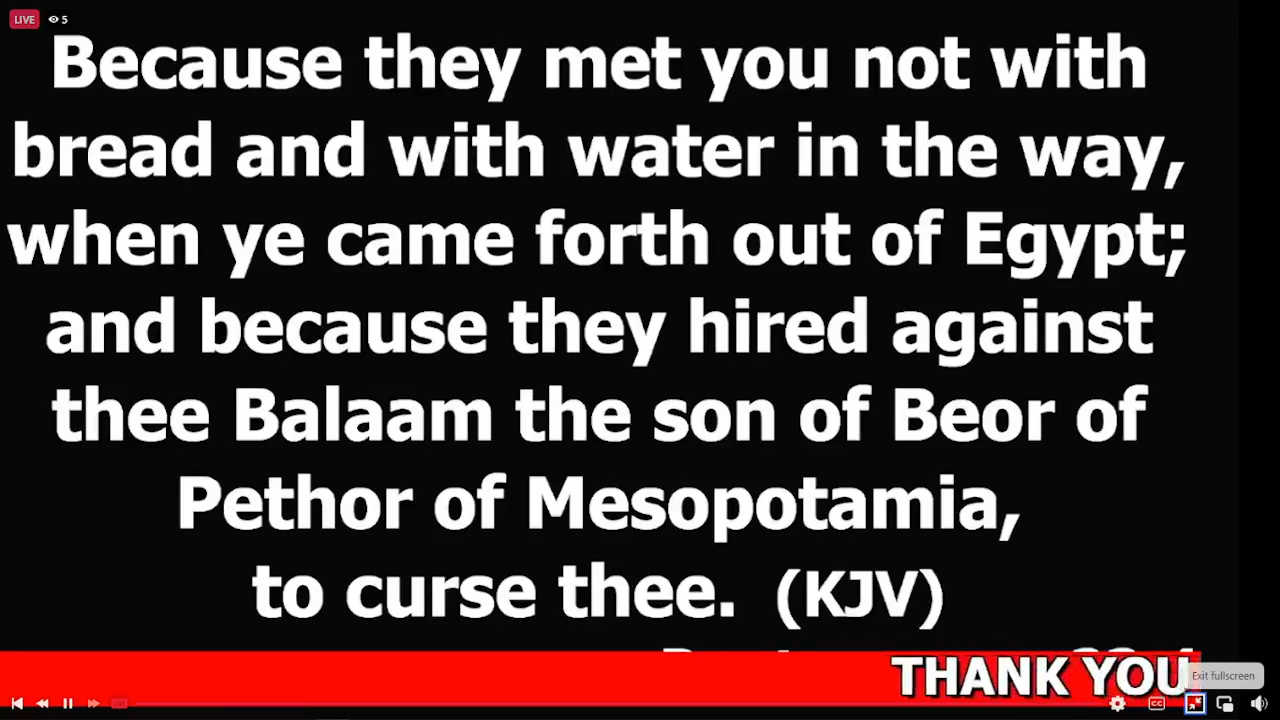 LIVE 5
Because they met you not with
bread and with water in the way,
when ye came forth out of Egypt;
and because they hired against
thee Balaam the son of Beor of
Pethor of Mesopotamia,
to curse thee. (KJV)
THANK YOU
Exit fullscreen
LIVE
CC